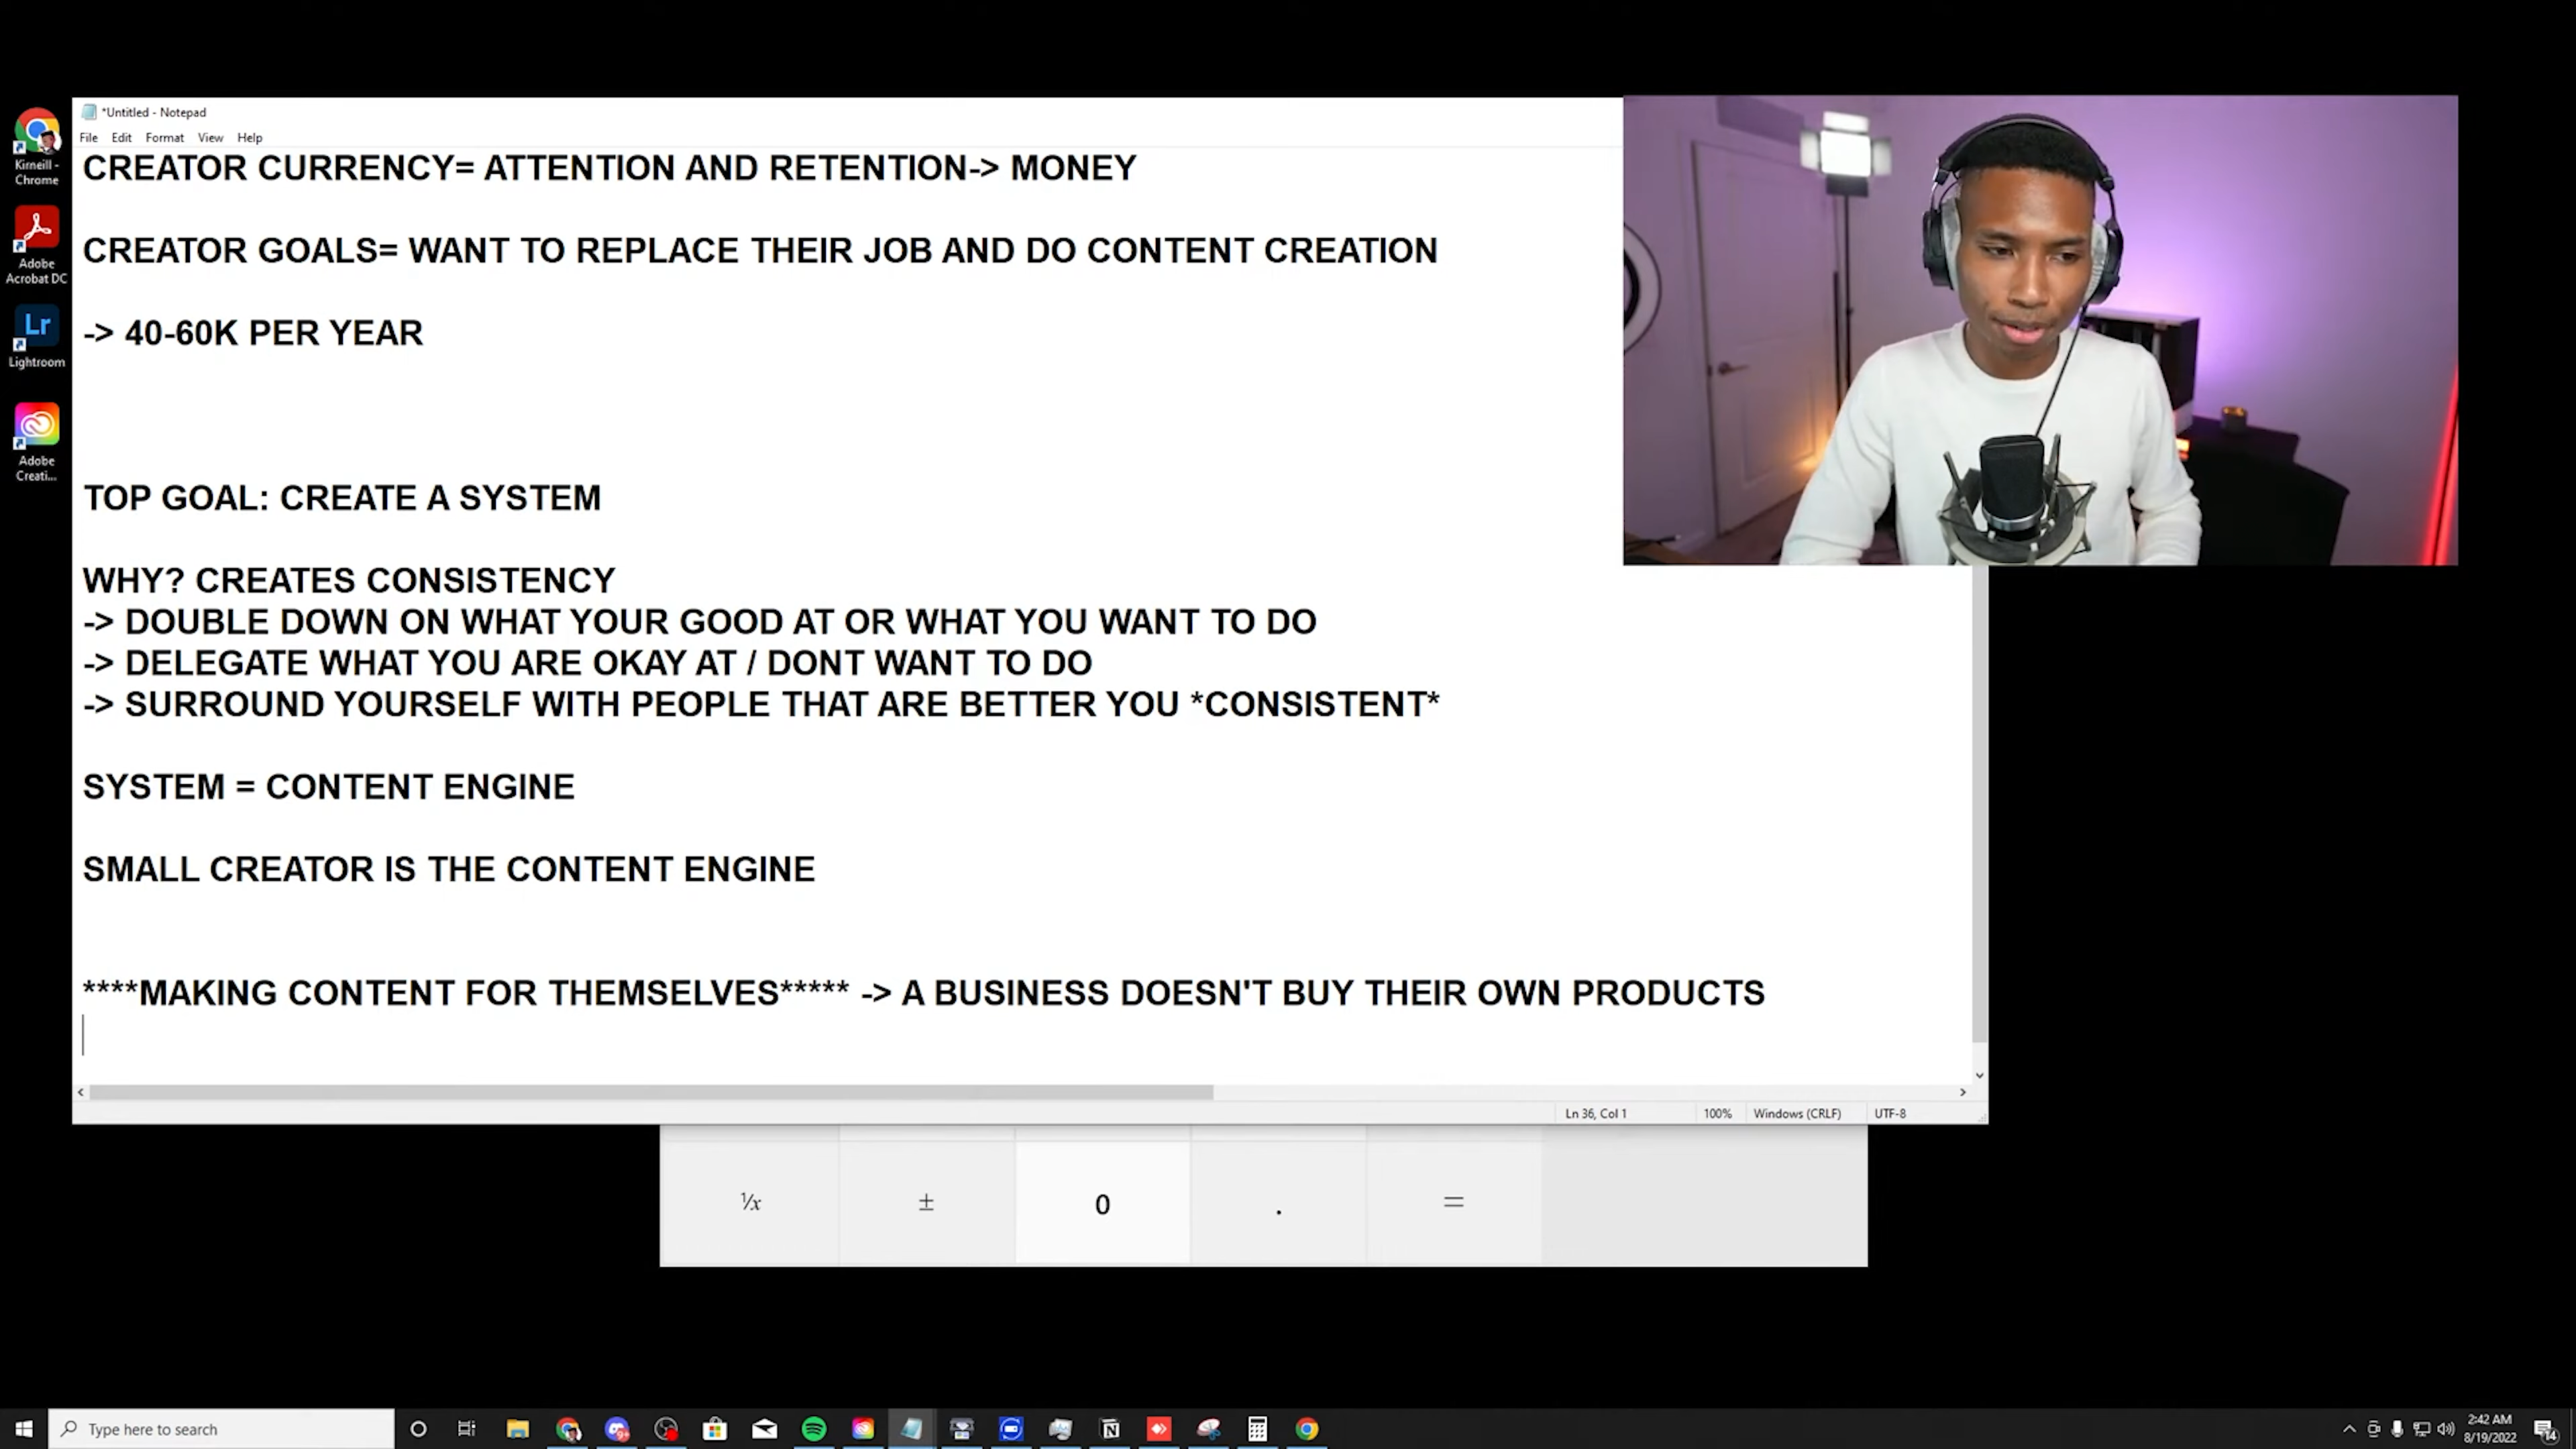 *Untitled - Notepad
File Edit Format View Help
CREATOR CURRENCY= ATTENTION AND RETENTION-> MONEY
CREATOR GOALS= WANT TO REPLACE THEIR JOB AND DO CONTENT CREATION
-> 40-60K PER YEAR
TOP GOAL: CREATE A SYSTEM
WHY? CREATES CONSISTENCY
-> DOUBLE DOWN ON WHAT YOUR GOOD AT OR WHAT YOU WANT TO DO
-> DELEGATE WHAT YOU ARE OKAY AT / DONT WANT TO DO
-> SURROUND YOURSELF WITH PEOPLE THAT ARE BETTER YOU *CONSISTENT*
SYSTEM = CONTENT ENGINE
SMALL CREATOR IS THE CONTENT ENGINE
****MAKING CONTENT FOR THEMSELVES***** -> A BUSINESS DOESN'T BUY THEIR OWN PRODUCTS
Ln 36, Col 1 100% Windows (CRLF) UTF-8
Kirneill -
Chrome
Adobe
Acrobat DC
Lr
Lightroom
Adobe
Creati...
¹/x ± 0 . =
Type here to search
9+
N
2:42 AM
8/19/2022
14